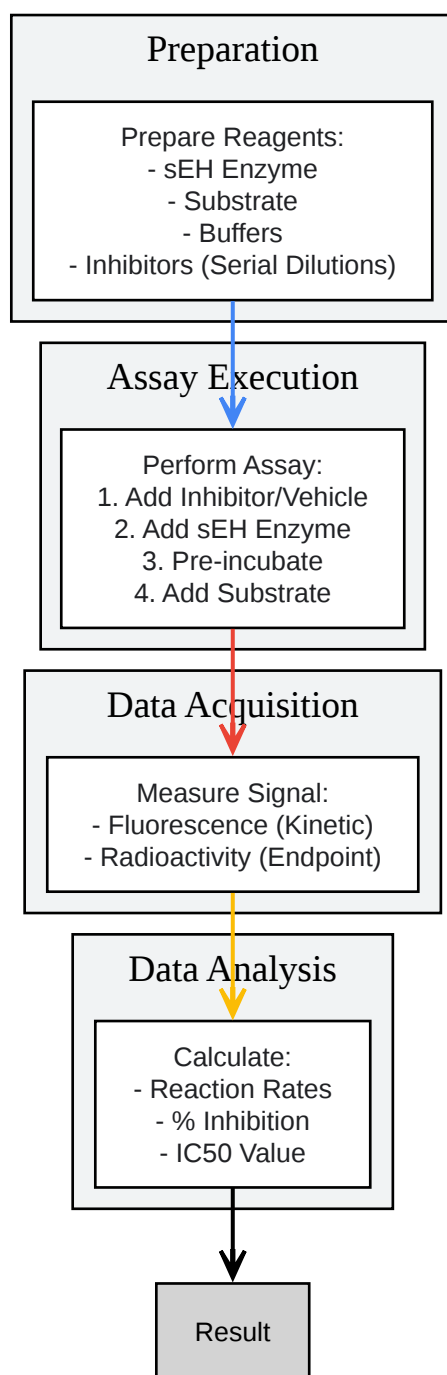 Preparation
Prepare Reagents:
- sEH Enzyme
- Substrate
- Buffers
- Inhibitors (Serial Dilutions)
Assay Execution
Perform Assay:
1. Add Inhibitor/Vehicle
2. Add sEH Enzyme
3. Pre-incubate
4. Add Substrate
Data Acquisition
Measure Signal:
- Fluorescence (Kinetic)
- Radioactivity (Endpoint)
Data Analysis
Calculate:
- Reaction Rates
- % Inhibition
- IC50 Value
Result